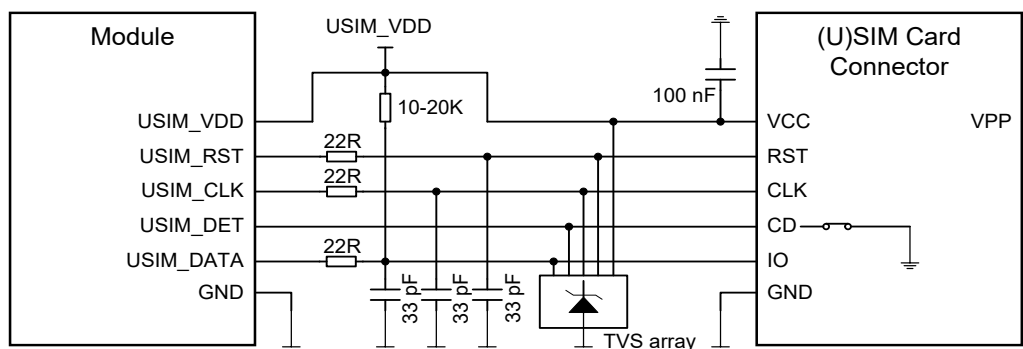 Module
USIM_VDD
(U)SIM Card
Connector
10-20K
100 nF
USIM_VDD
VCC
VPP
22R
USIM_RST
RST
22R
USIM_CLK
CLK
USIM_DET
CD
22R
USIM_DATA
IO
GND
33 pF
33 pF
33 pF
GND
TVS array